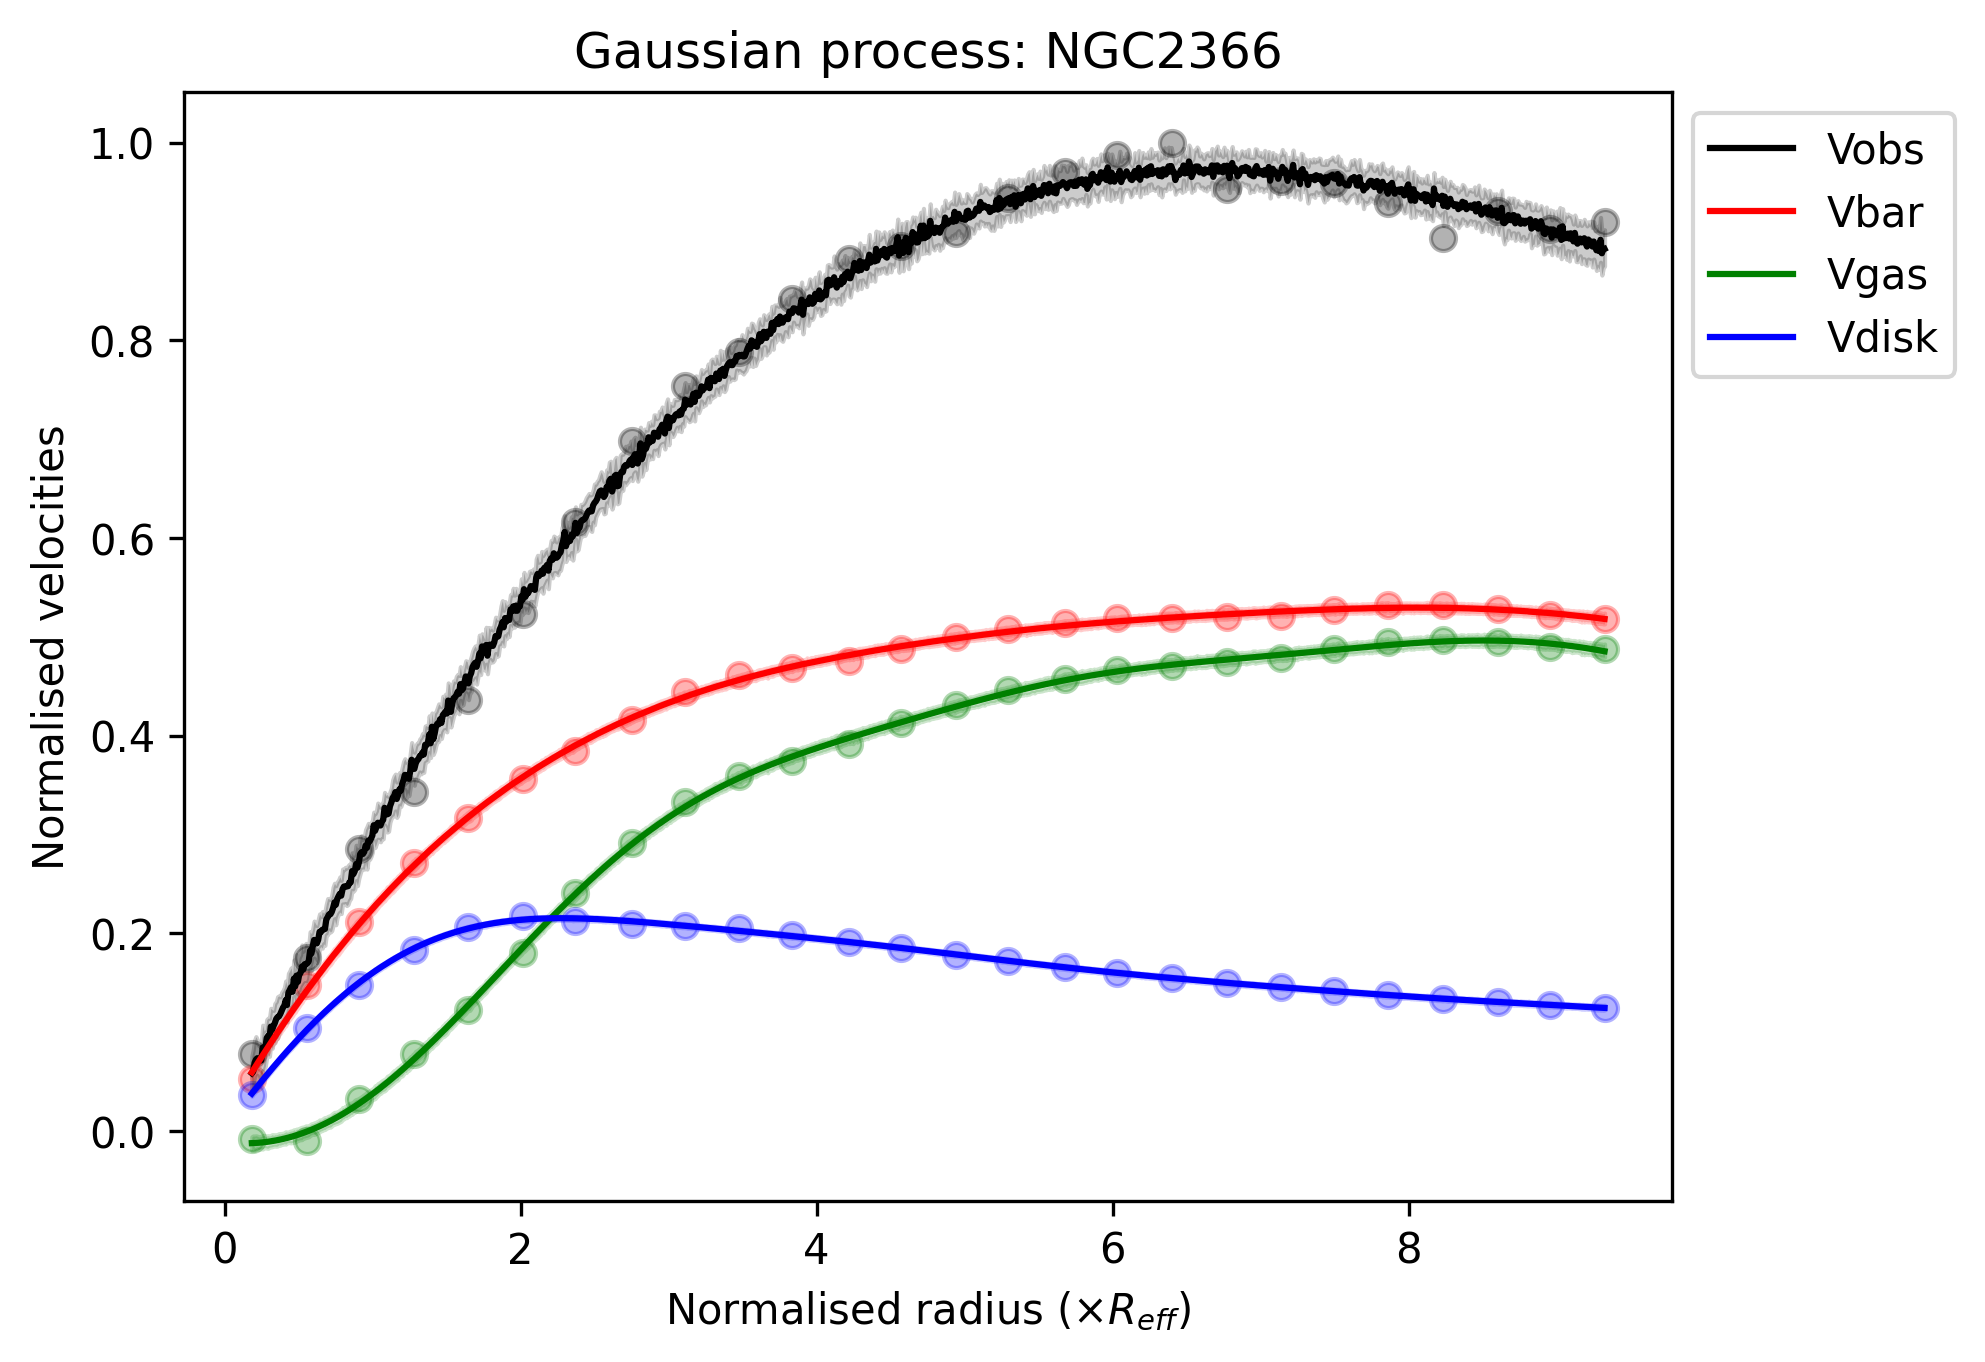 Gaussian process: NGC2366
1.0
0.8
0.6
0.4
0.2
0.0
Normalised velocities
0 2 4 6 8
Normalised radius (×R_eff)
Vobs
Vbar
Vgas
Vdisk